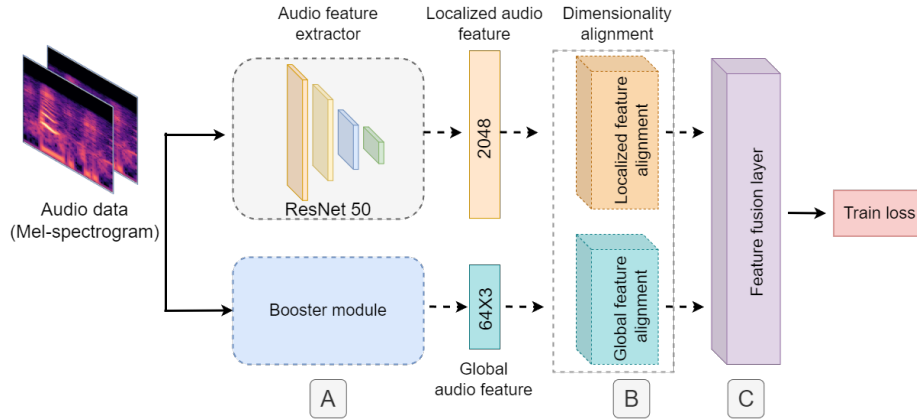 Audio feature
extractor
Localized audio
feature
Dimensionality
alignment
2048
Localized feature
alignment
ResNet 50
Audio data
(Mel-spectrogram)
Feature fusion layer
Train loss
Booster module
64X3
Global feature
alignment
Global
audio feature
A
B
C